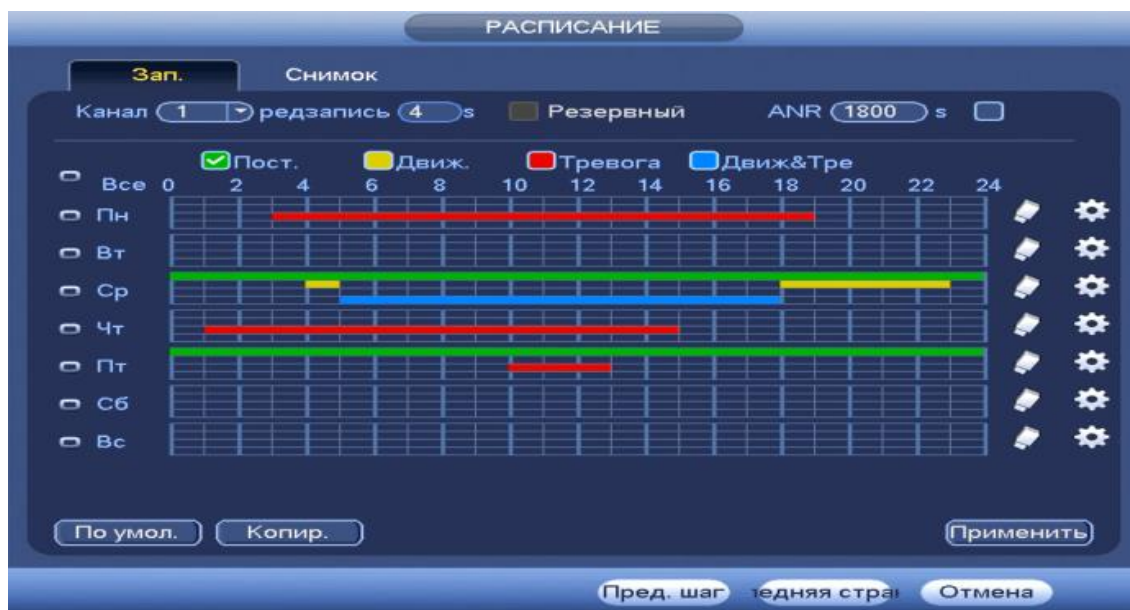 РАСПИСАНИЕ
Зап. Снимок
Канал 1 редзапись 4 s Резервный ANR 1800 s
Пост. Движ. Тревога Движ&Тре
Все 0 2 4 6 8 10 12 14 16 18 20 22 24
Пн
Вт
Ср
Чт
Пт
Сб
Вс
По умол. Копир. Применить
Пред. шаг едняя стра Отмена